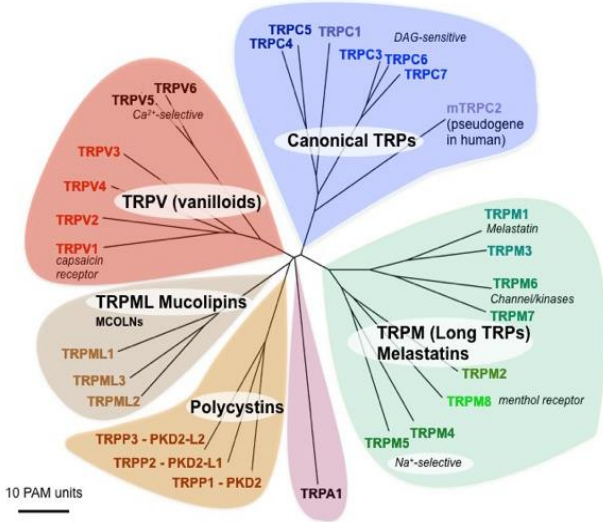 TRPC5
TRPC1
TRPC4
DAG-sensitive
TRPC3
TRPC6
TRPC7
mTRPC2
(pseudogene
in human)
Canonical TRPs
TRPV6
TRPV5
Ca²⁺-selective
TRPV3
TRPV4
TRPV (vanilloids)
TRPV2
TRPV1
capsaicin
receptor
TRPM1
Melastatin
TRPM3
TRPM6
Channel/kinases
TRPM7
TRPM (Long TRPs)
Melastatins
TRPM2
TRPM8 menthol receptor
TRPM4
TRPM5
Na⁺-selective
TRPML Mucolipins
MCOLNs
TRPML1
TRPML3
TRPML2
Polycystins
TRPP3 - PKD2-L2
TRPP2 - PKD2-L1
TRPP1 - PKD2
TRPA1
10 PAM units